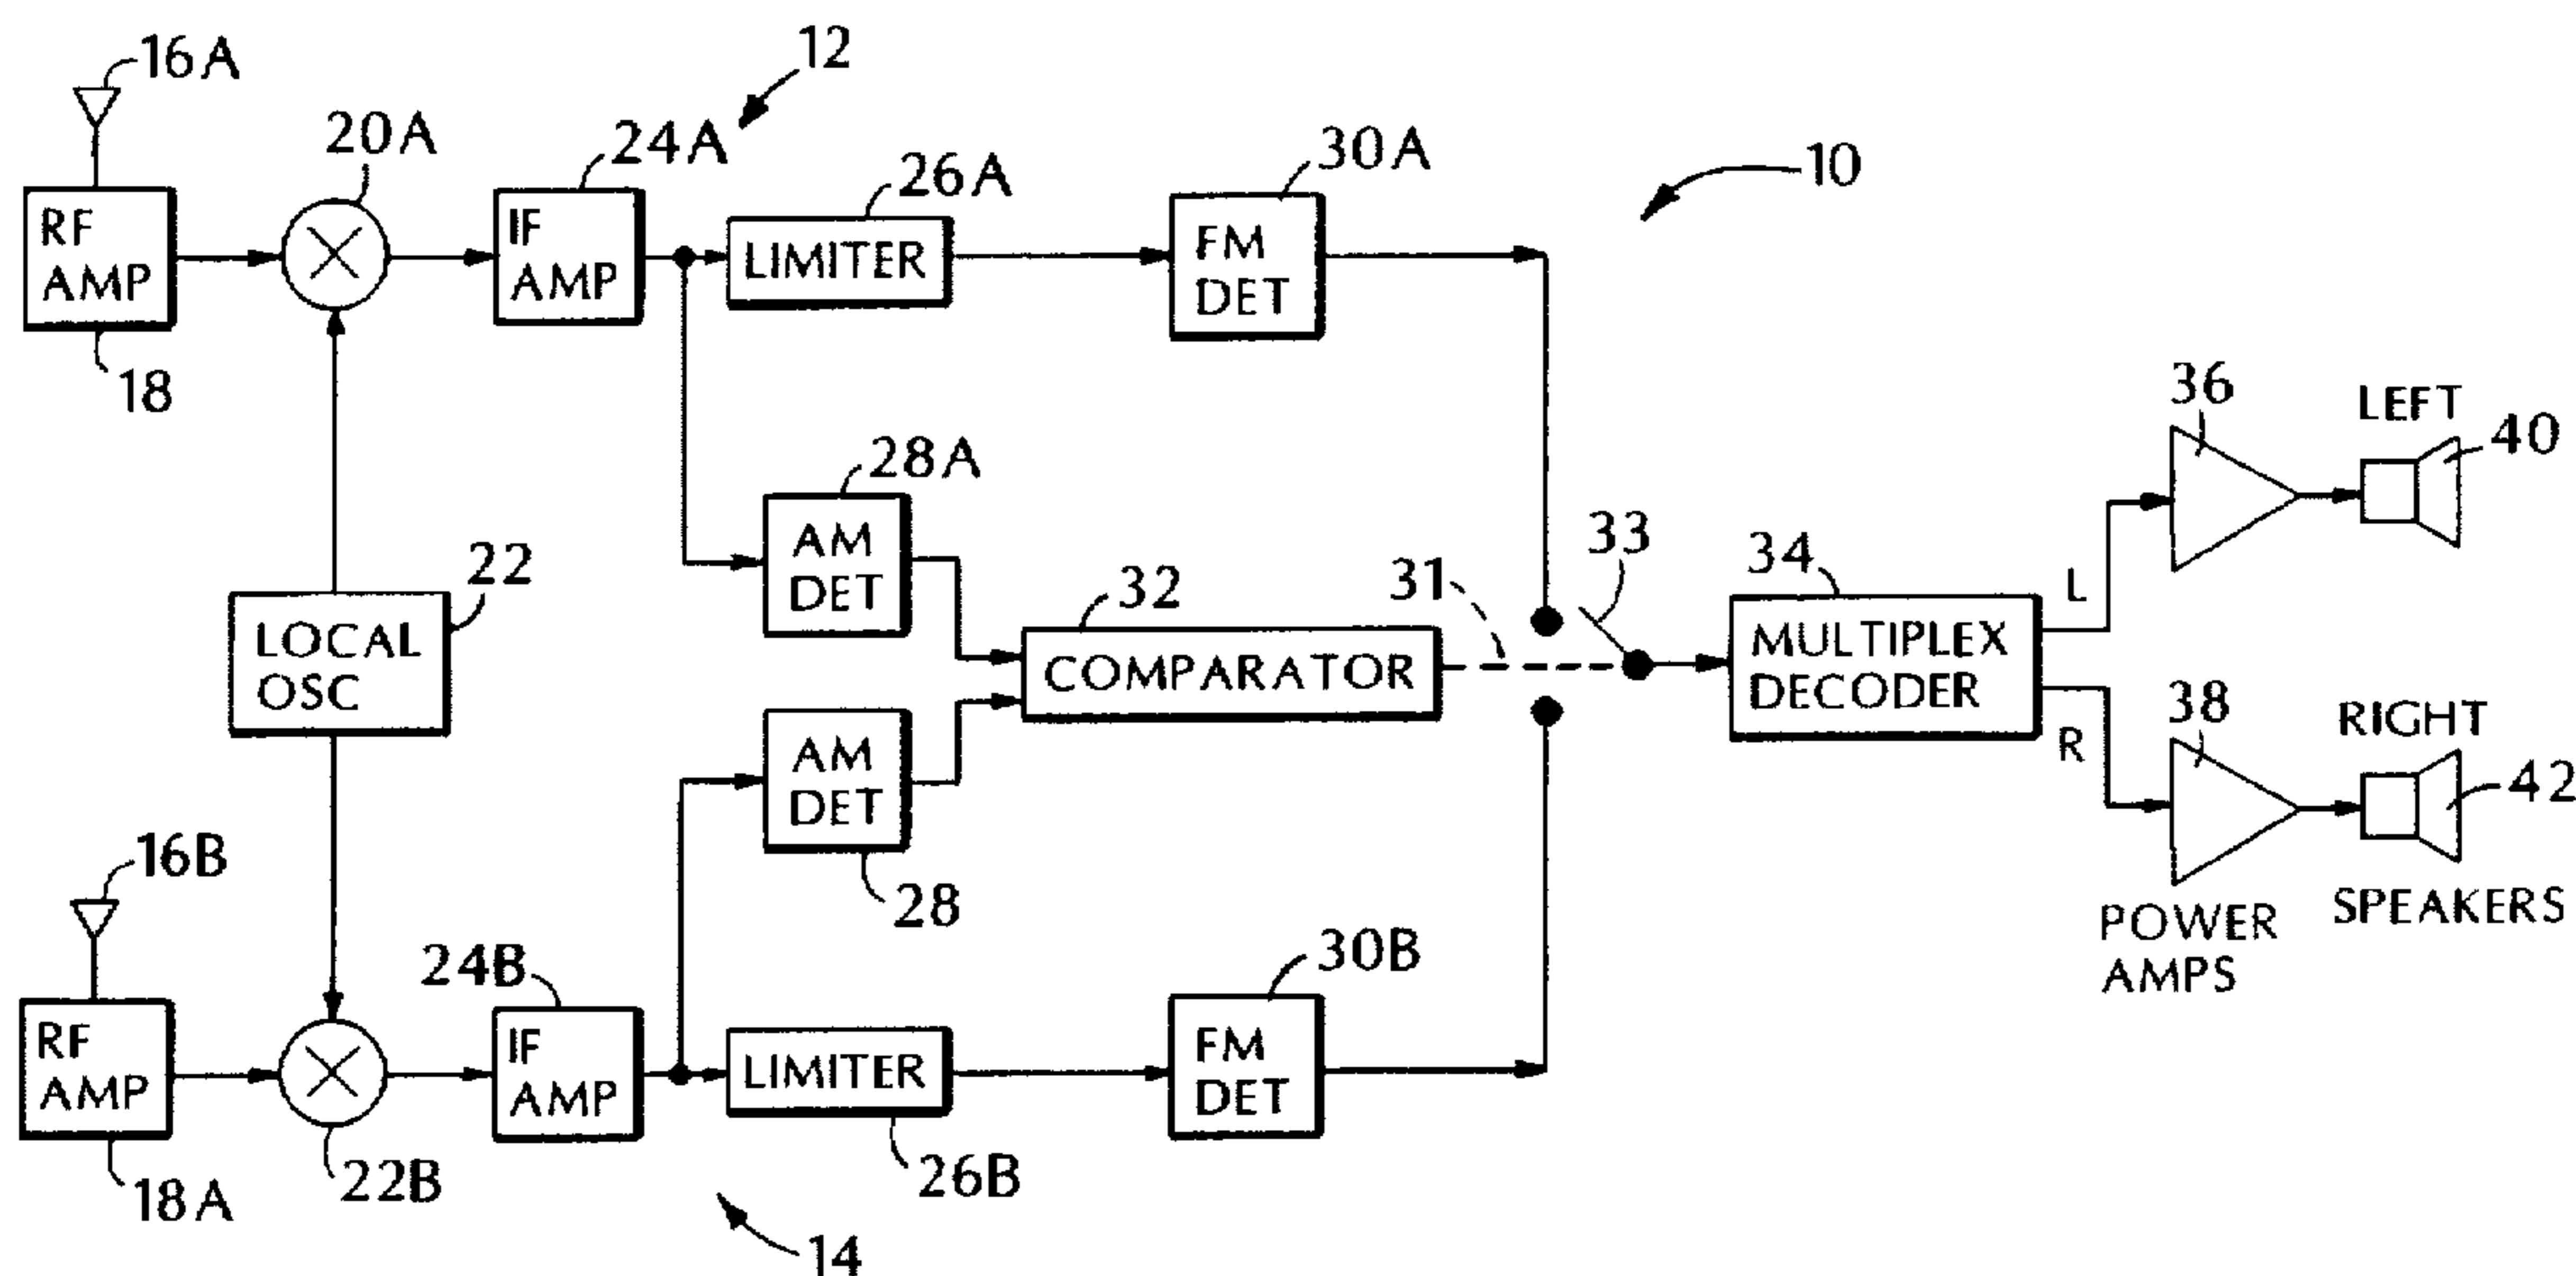 12
16A
20A
24A
26A
30A
10
RF
AMP
IF
AMP
LIMITER
FM
DET
18
36
LEFT
40
28A
AM
DET
22
LOCAL
OSC
32
COMPARATOR
31
33
34
MULTIPLEX
DECODER
L
R
38
RIGHT
42
AM
DET
28
POWER
AMPS
SPEAKERS
16B
24B
30B
RF
AMP
IF
AMP
LIMITER
FM
DET
18A
22B
26B
14